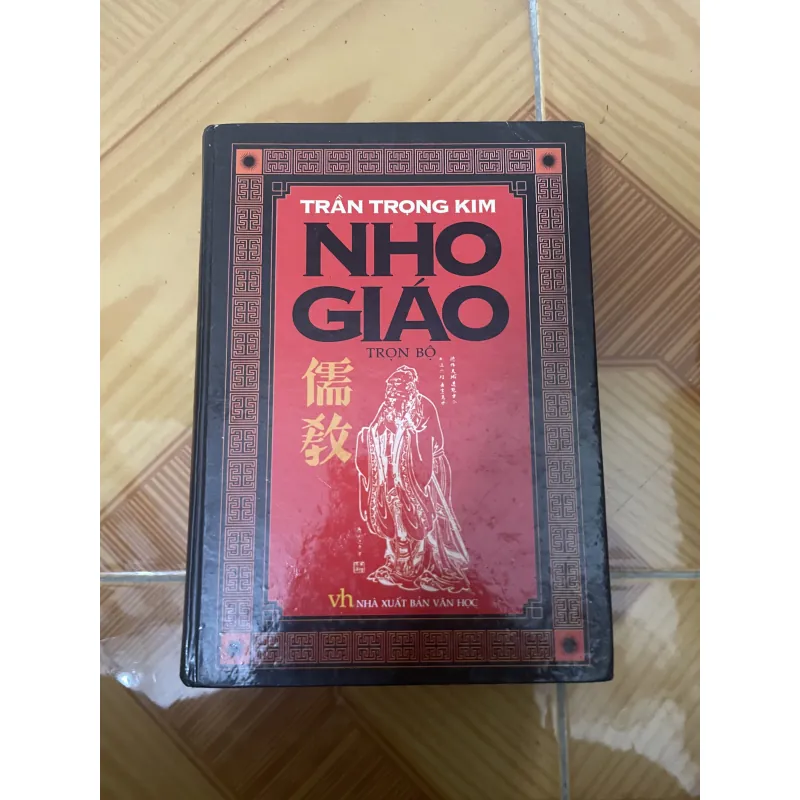 TRẦN TRỌNG KIM
NHO
GIÁO
TRỌN BỘ
儒
教
vh NHÀ XUẤT BẢN VĂN HỌC